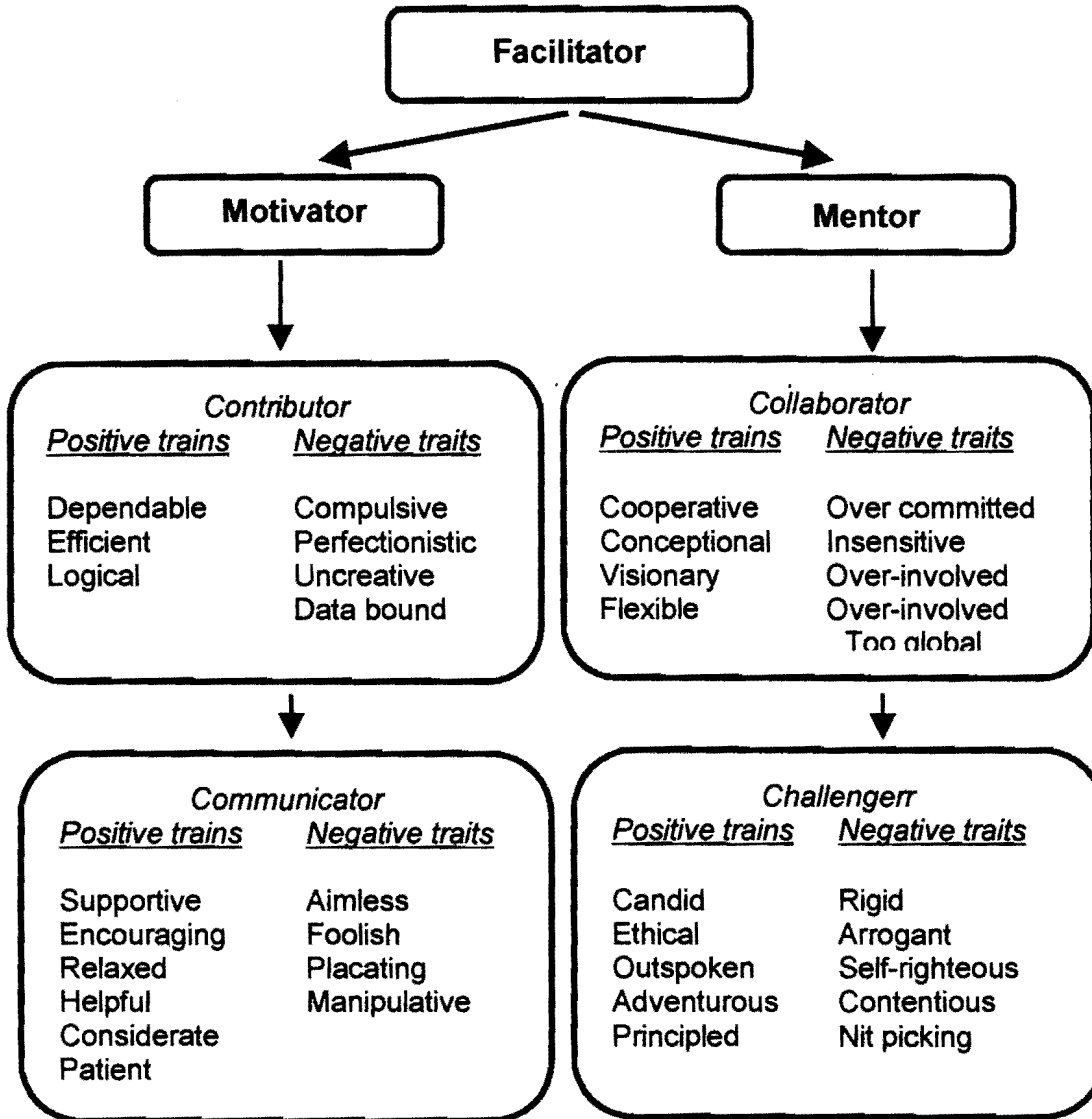 Facilitator
Motivator
Mentor
Contributor
Positive trains Negative traits
Dependable Compulsive
Efficient Perfectionistic
Logical Uncreative
Data bound
Collaborator
Positive trains Negative traits
Cooperative Over committed
Conceptional Insensitive
Visionary Over-involved
Flexible Over-involved
Too global
Communicator
Positive trains Negative traits
Supportive Aimless
Encouraging Foolish
Relaxed Placating
Helpful Manipulative
Considerate
Patient
Challengerr
Positive trains Negative traits
Candid Rigid
Ethical Arrogant
Outspoken Self-righteous
Adventurous Contentious
Principled Nit picking